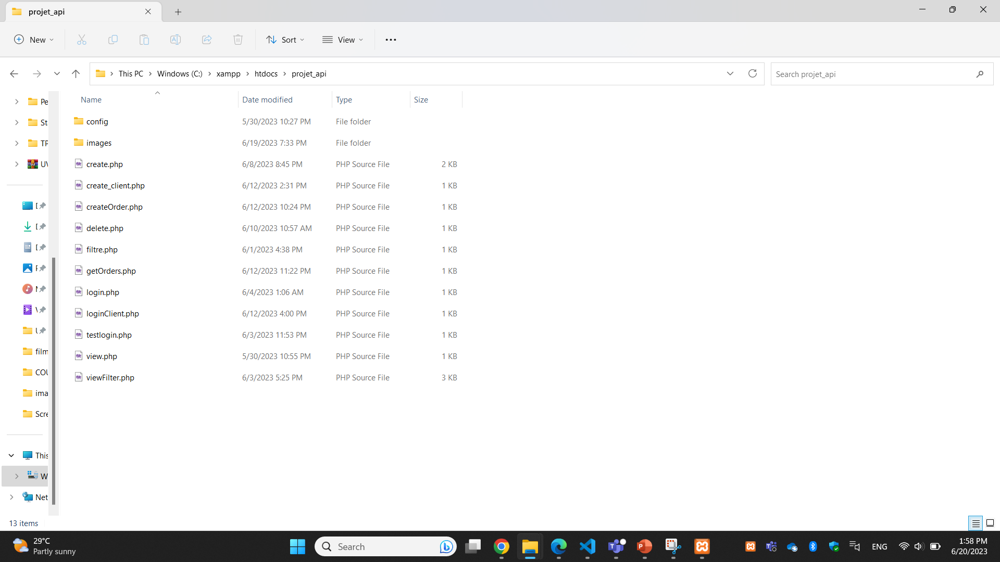 projet_api
New
Sort
View
This PC
Windows (C:)
xampp
htdocs
projet_api
Search projet_api
Name
Date modified
Type
Size
config 5/30/2023 10:27 PM File folder
images 6/19/2023 7:33 PM File folder
create.php 6/8/2023 8:45 PM PHP Source File 2 KB
create_client.php 6/12/2023 2:31 PM PHP Source File 1 KB
createOrder.php 6/12/2023 10:24 PM PHP Source File 1 KB
delete.php 6/10/2023 10:57 AM PHP Source File 1 KB
filtre.php 6/1/2023 4:38 PM PHP Source File 1 KB
getOrders.php 6/12/2023 11:22 PM PHP Source File 1 KB
login.php 6/4/2023 1:06 AM PHP Source File 1 KB
loginClient.php 6/12/2023 4:00 PM PHP Source File 1 KB
testlogin.php 6/3/2023 11:53 PM PHP Source File 1 KB
view.php 5/30/2023 10:55 PM PHP Source File 1 KB
viewFilter.php 6/3/2023 5:25 PM PHP Source File 3 KB
Pe
St
TP
film
COU
ima
Scre
This
W
Net
13 items
29°C
Partly sunny
Search
ENG
1:58 PM
6/20/2023